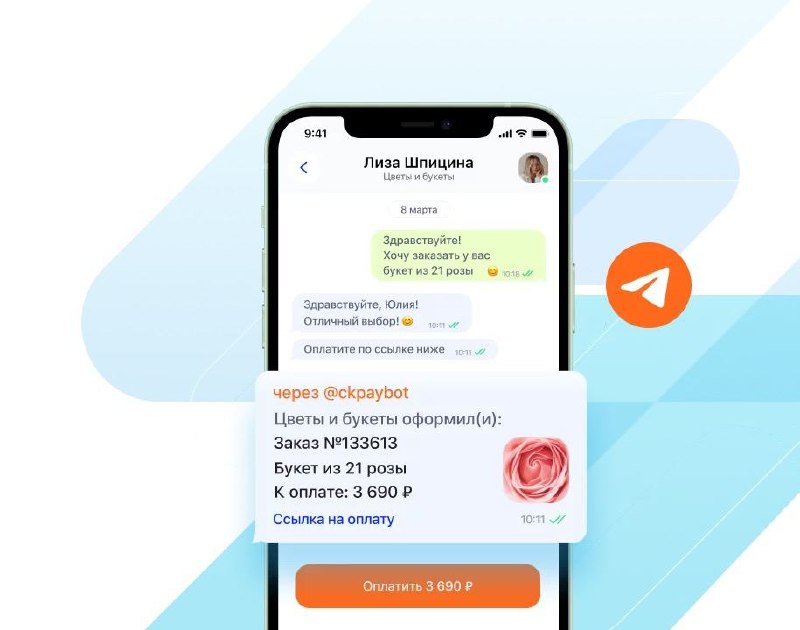 9:41
Лиза Шпицина
Цветы и букеты
8 марта
Здравствуйте!
Хочу заказать у вас
букет из 21 розы 😊 10:18
Здравствуйте, Юлия!
Отличный выбор! 😊 10:11
Оплатите по ссылке ниже 10:11
через @ckpaybot
Цветы и букеты оформил(и):
Заказ №133613
Букет из 21 розы
К оплате: 3 690 ₽
Ссылка на оплату 10:11
Оплатить 3 690 ₽